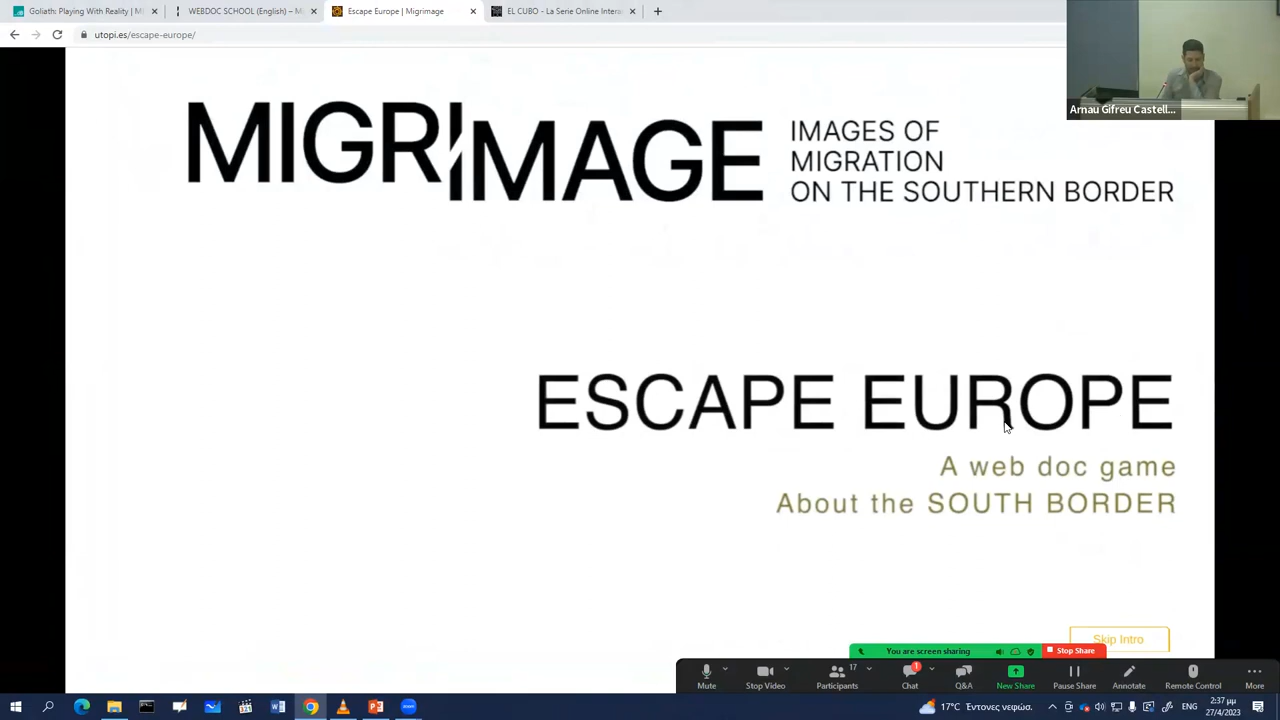 Goliath: Playing With Reality | M
WEBDOC SCHOOL (English) – Mi
Escape Europe | Migrimage
EL CUBO - La Serie Online Intera
utopi.es/escape-europe/
Arnau Gifreu Castell...
MIGRIMAGE
IMAGES OF
MIGRATION
ON THE SOUTHERN BORDER
ESCAPE EUROPE
A web doc game
About the SOUTH BORDER
Skip Intro
You are screen sharing
Stop Share
17
1
Mute
Stop Video
Participants
Chat
Q&A
New Share
Pause Share
Annotate
Remote Control
More
17°C Έντονες νεφώσ.
ENG
2:37 μμ
27/4/2023